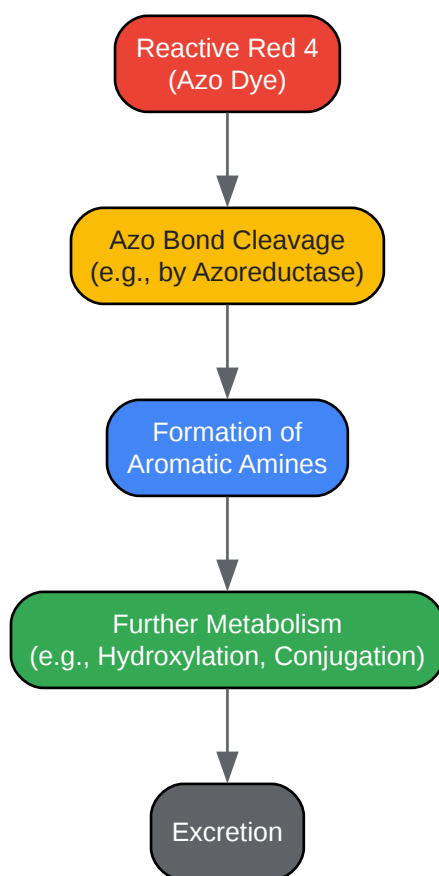 Reactive Red 4
(Azo Dye)
Azo Bond Cleavage
(e.g., by Azoreductase)
Formation of
Aromatic Amines
Further Metabolism
(e.g., Hydroxylation, Conjugation)
Excretion